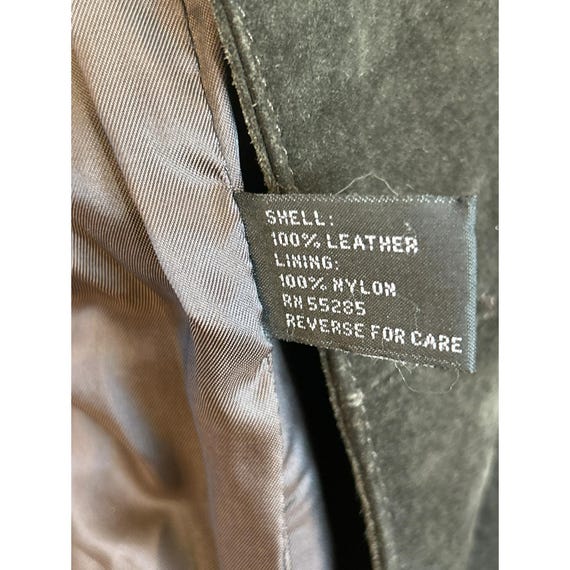 SHELL:
100% LEATHER
LINING:
100% NYLON
RN 55285
REVERSE FOR CARE